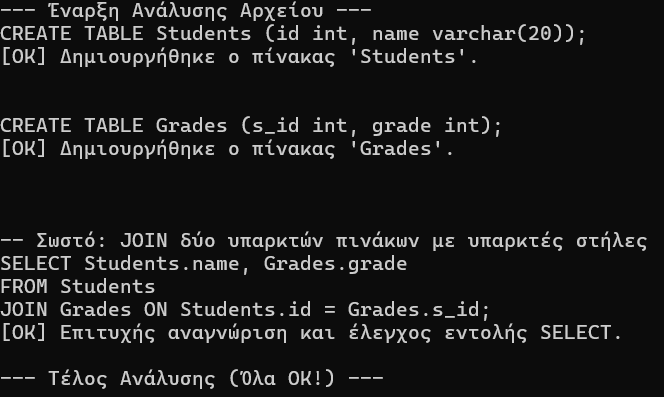 --- Έναρξη Ανάλυσης Αρχείου ---
CREATE TABLE Students (id int, name varchar(20));
[OK] Δημιουργήθηκε ο πίνακας 'Students'.
CREATE TABLE Grades (s_id int, grade int);
[OK] Δημιουργήθηκε ο πίνακας 'Grades'.
-- Σωστό: JOIN δύο υπαρκτών πινάκων με υπαρκτές στήλες
SELECT Students.name, Grades.grade
FROM Students
JOIN Grades ON Students.id = Grades.s_id;
[OK] Επιτυχής αναγνώριση και έλεγχος εντολής SELECT.
--- Τέλος Ανάλυσης (Όλα OK!) ---